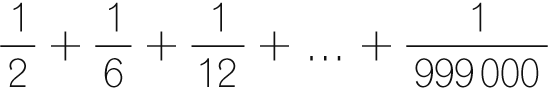 1/2 + 1/6 + 1/12 + ... + 1/999 000